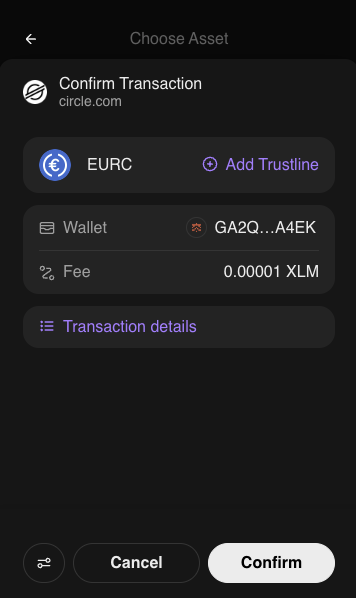 Choose Asset
Confirm Transaction
circle.com
EURC
Add Trustline
Wallet
GA2Q...A4EK
Fee
0.00001 XLM
Transaction details
Cancel
Confirm